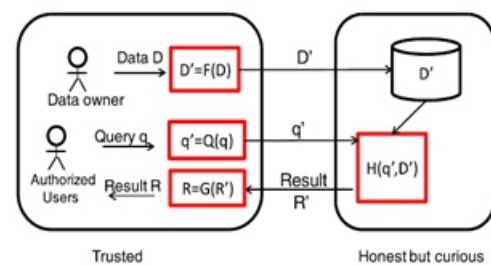 Data D
D'=F(D)
D'
D'
Data owner
Query q
q'=Q(q)
q'
H(q',D')
Authorized
Users
Result R
R=G(R')
Result
R'
Trusted
Honest but curious